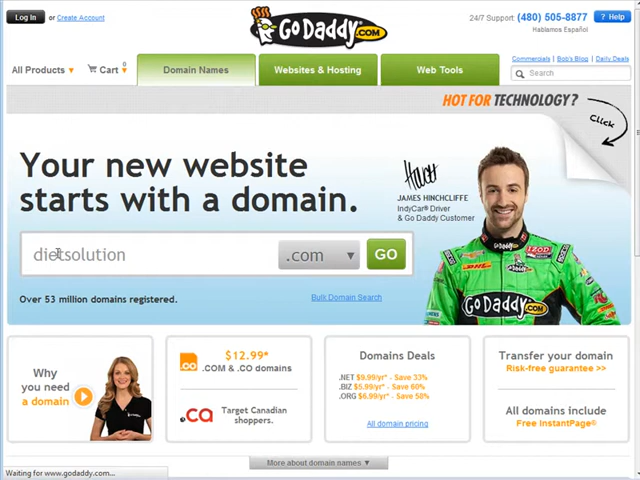 Log In or Create Account
GoDaddy.COM
24/7 Support: (480) 505-8877
? Help
Hablamos Español
All Products ▼
Cart ▼
0
Domain Names
Websites & Hosting
Web Tools
Commercials | Bob's Blog | Daily Deals
Search
HOT FOR TECHNOLOGY?
Click
Your new website
starts with a domain.
JAMES HINCHCLIFFE
IndyCar® Driver
& Go Daddy Customer
dietsolution
.com ▼
GO
IZOD
DHL
GoDaddy.COM
Over 53 million domains registered.
Bulk Domain Search
Why
you need
a domain
$12.99*
.COM & .CO domains
.ca
Target Canadian
shoppers.
Domains Deals
.NET $9.99/yr* - Save 33%
.BIZ $5.99/yr* - Save 60%
.ORG $6.99/yr* - Save 58%
All domain pricing
Transfer your domain
Risk-free guarantee >>
All domains include
Free InstantPage®
More about domain names ▼
Waiting for www.godaddy.com...